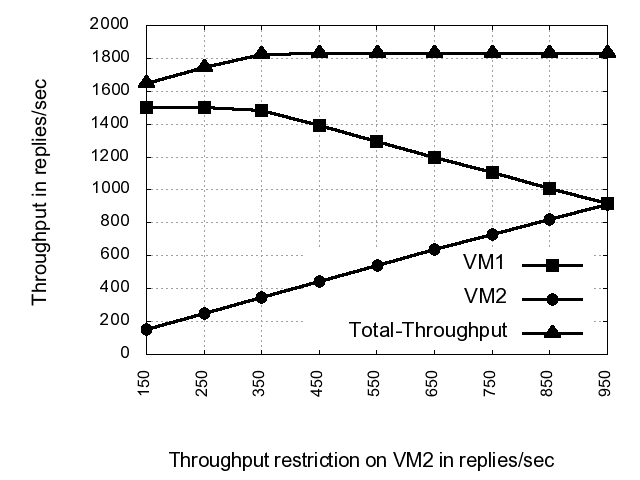 2000
1800
1600
1400
1200
1000
800
600
400
200
0
Throughput in replies/sec
VM1
VM2
Total-Throughput
150 250 350 450 550 650 750 850 950
Throughput restriction on VM2 in replies/sec